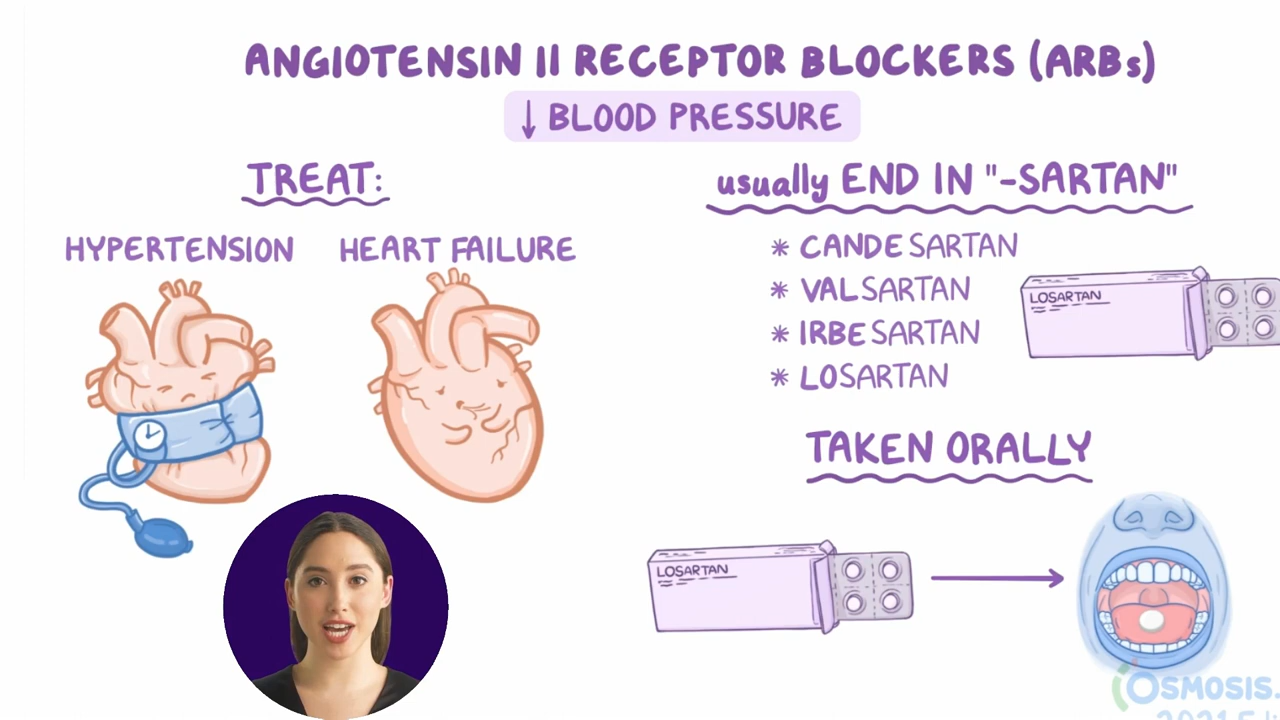 ANGIOTENSIN II RECEPTOR BLOCKERS (ARBs)
↓ BLOOD PRESSURE
TREAT:
HYPERTENSION
HEART FAILURE
usually END IN "-SARTAN"
* CANDESARTAN
* VALSARTAN
* IRBESARTAN
* LOSARTAN
LOSARTAN
TAKEN ORALLY
LOSARTAN
OSMOSIS.